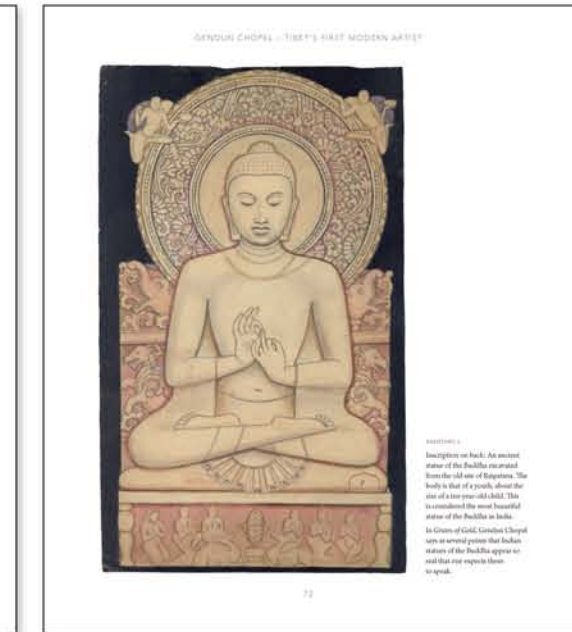 GENDUN CHOPEL – TIBET'S FIRST MODERN ARTIST
Inscription on back: An ancient
statue of the Buddha excavated
from the old site of
The
body is that of a youth, about the
size of a ten-year-old child. This
is considered the most beautiful
statue of the Buddha in India.
In Grains of Gold, Gendun Chopel
says at several points that Indian
statues of the Buddha appear so
real that one expects them
to speak.
72